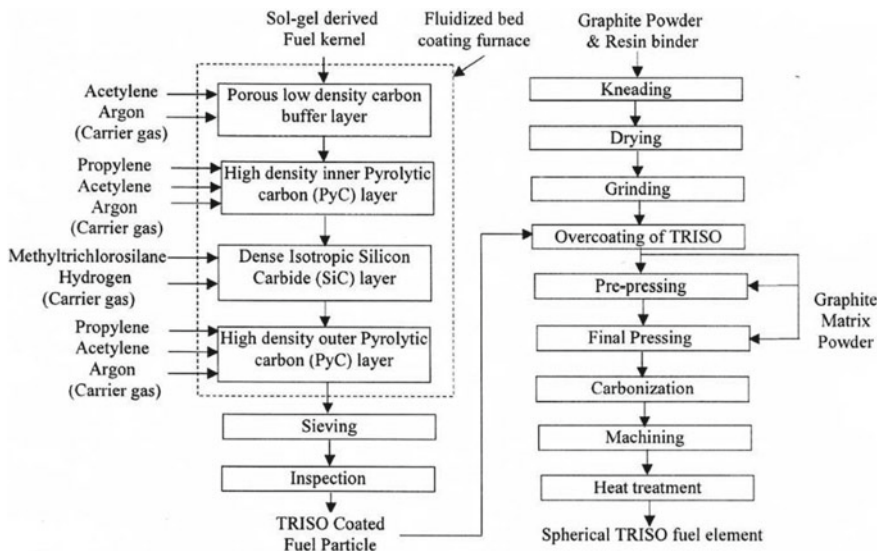 Sol-gel derived
Fuel kernel
Fluidized bed
coating furnace
Acetylene
Argon
(Carrier gas)
Porous low density carbon
buffer layer
Propylene
Acetylene
Argon
(Carrier gas)
High density inner Pyrolytic
carbon (PyC) layer
Methyltrichlorosilane
Hydrogen
(Carrier gas)
Dense Isotropic Silicon
Carbide (SiC) layer
Propylene
Acetylene
Argon
(Carrier gas)
High density outer Pyrolytic
carbon (PyC) layer
Sieving
Inspection
TRISO Coated
Fuel Particle
Graphite Powder
& Resin binder
Kneading
Drying
Grinding
Overcoating of TRISO
Pre-pressing
Final Pressing
Graphite
Matrix
Powder
Carbonization
Machining
Heat treatment
Spherical TRISO fuel element